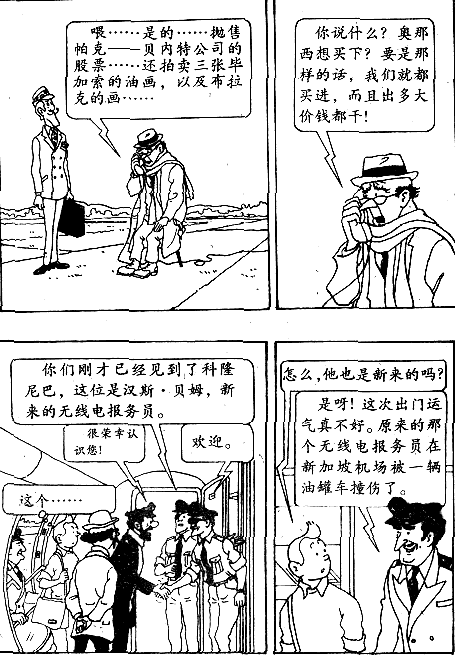 喂……是的……抛售
帕克——贝内特公司的
股票……还拍卖三张毕
加索的油画，以及布拉
克的画……
你说什么？奥那
西想买下？要是那
样的话，我们就都
买进，而且出多大
价钱都干！
你们刚才已经见到了科隆
尼巴，这位是汉斯·贝姆，新
来的无线电报务员。
很荣幸认
识您！
欢迎。
这个……
怎么，他也是新来的吗？
是呀！这次出门运
气真不好。原来的那
个无线电报务员在
新加坡机场被一辆
油罐车撞伤了。